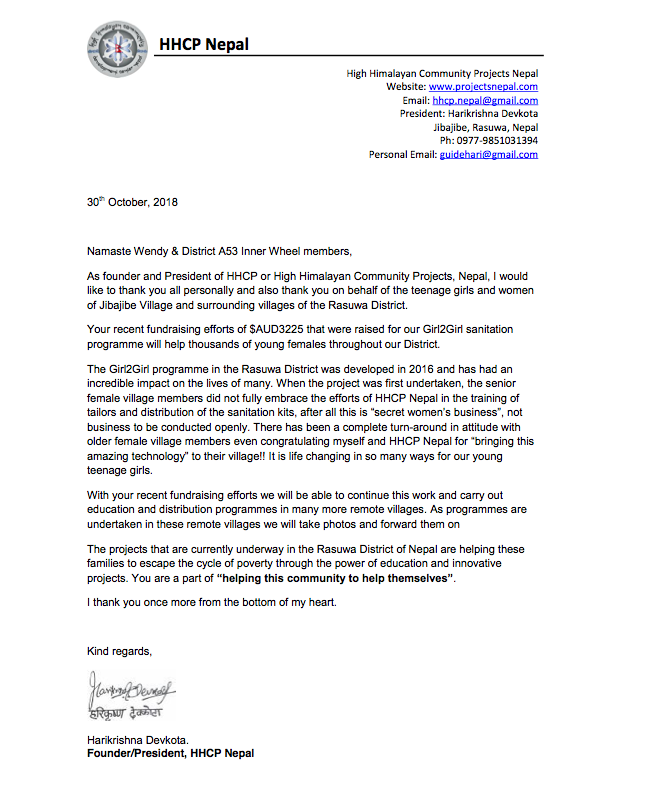 HHCP Nepal
High Himalayan Community Projects Nepal
Website: www.projectsnepal.com
Email: hhcp.nepal@gmail.com
President: Harikrishna Devkota
Jibajibe, Rasuwa, Nepal
Ph: 0977-9851031394
Personal Email: guidehari@gmail.com
30th October, 2018
Namaste Wendy & District A53 Inner Wheel members,
As founder and President of HHCP or High Himalayan Community Projects, Nepal, I would
like to thank you all personally and also thank you on behalf of the teenage girls and women
of Jibajibe Village and surrounding villages of the Rasuwa District.
Your recent fundraising efforts of $AUD3225 that were raised for our Girl2Girl sanitation
programme will help thousands of young females throughout our District.
The Girl2Girl programme in the Rasuwa District was developed in 2016 and has had an
incredible impact on the lives of many. When the project was first undertaken, the senior
female village members did not fully embrace the efforts of HHCP Nepal in the training of
tailors and distribution of the sanitation kits, after all this is “secret women’s business”, not
business to be conducted openly. There has been a complete turn-around in attitude with
older female village members even congratulating myself and HHCP Nepal for “bringing this
amazing technology” to their village!! It is life changing in so many ways for our young
teenage girls.
With your recent fundraising efforts we will be able to continue this work and carry out
education and distribution programmes in many more remote villages. As programmes are
undertaken in these remote villages we will take photos and forward them on
The projects that are currently underway in the Rasuwa District of Nepal are helping these
families to escape the cycle of poverty through the power of education and innovative
projects. You are a part of “helping this community to help themselves”.
I thank you once more from the bottom of my heart.
Kind regards,
हरिकृष्ण देवकोटा
Harikrishna Devkota.
Founder/President, HHCP Nepal